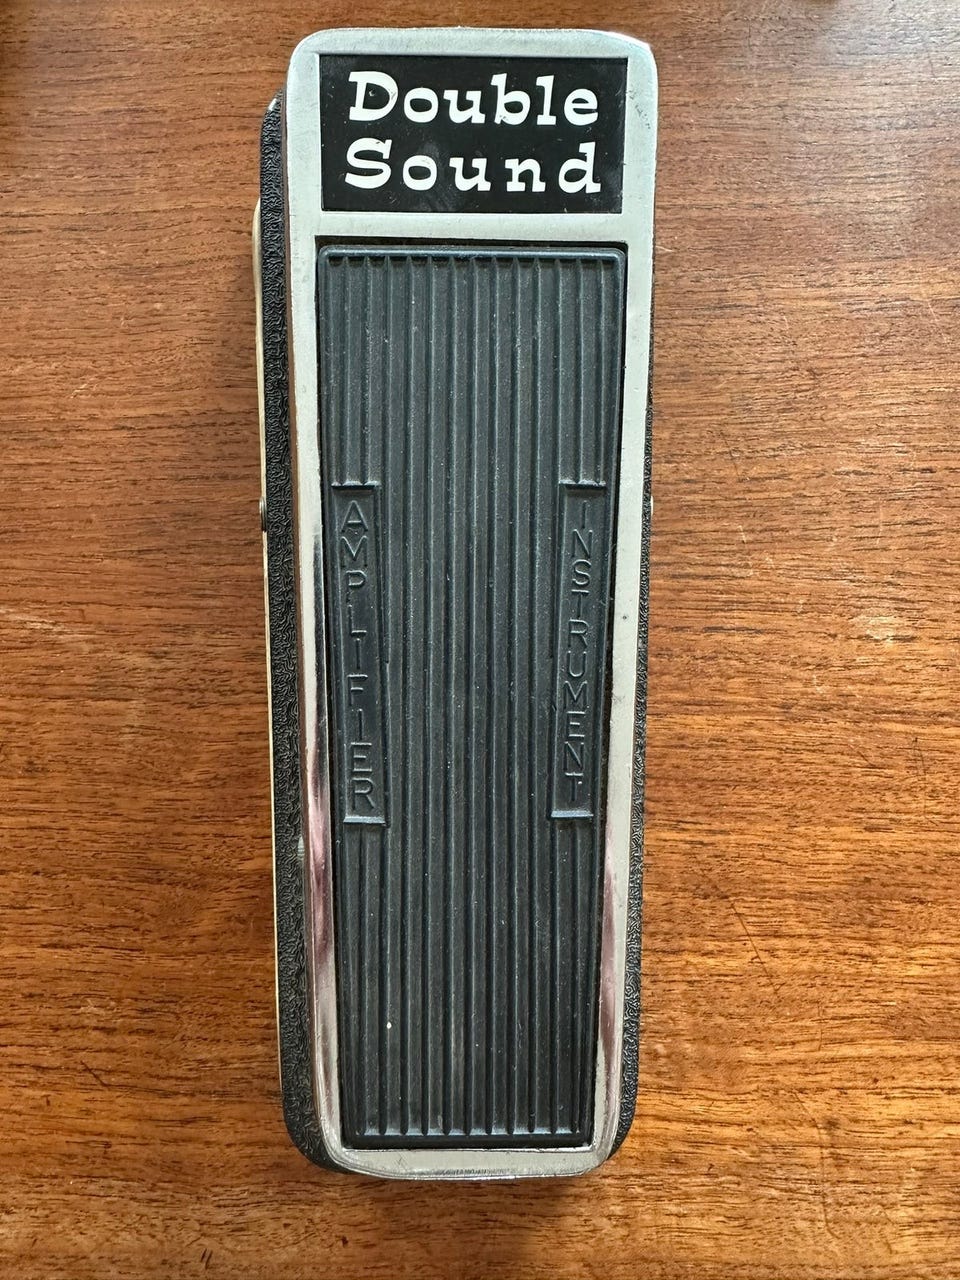 Double
Sound
AMPLIFIER
INSTRUMENT